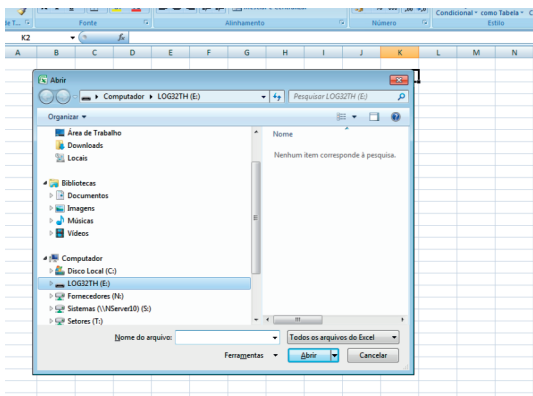 Condicional ▾ como Tabela ▾
Fonte
Alinhamento
Número
Estilo
K2
fx
A B C D E F G H I J K L M N
Abrir
Computador ▸ LOG32TH (E:)
Pesquisar LOG32TH (E:)
Organizar ▾
Área de Trabalho
Downloads
Locais
Bibliotecas
Documentos
Imagens
Músicas
Vídeos
Computador
Disco Local (C:)
LOG32TH (E:)
Fornecedores (N:)
Sistemas (\\NServer10) (S:)
Setores (T:)
Nome
Nenhum item corresponde à pesquisa.
Nome do arquivo:
Todos os arquivos do Excel
Ferramentas
Abrir
Cancelar